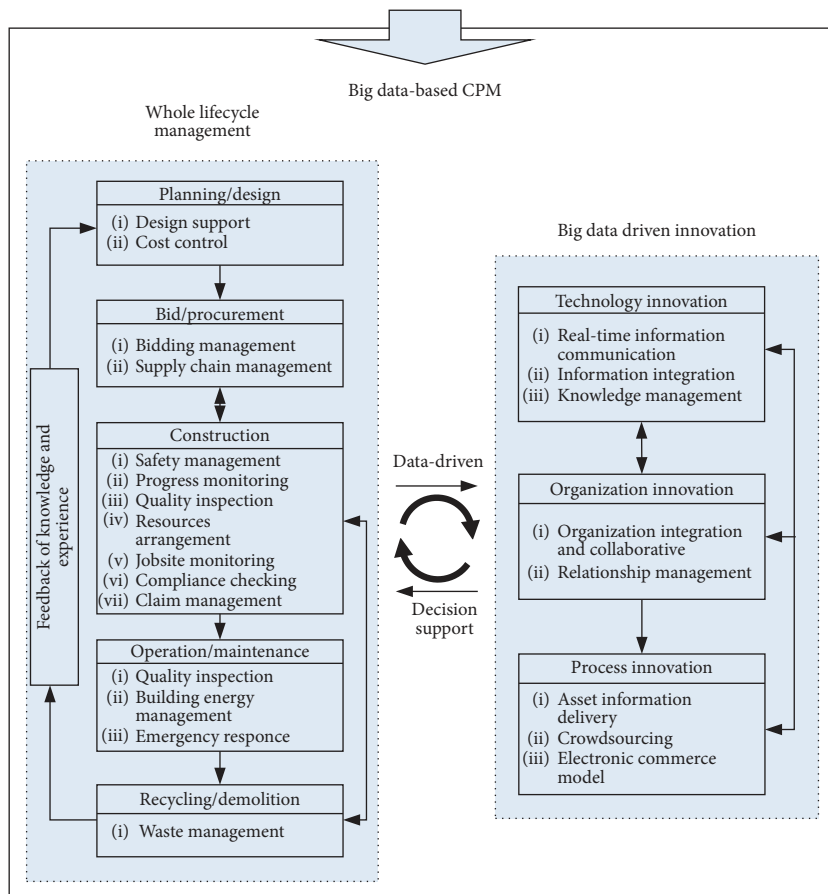 Big data-based CPM
Whole lifecycle
management
Planning/design
(i) Design support
(ii) Cost control
Bid/procurement
(i) Bidding management
(ii) Supply chain management
Construction
(i) Safety management
(ii) Progress monitoring
(iii) Quality inspection
(iv) Resources
arrangement
(v) Jobsite monitoring
(vi) Compliance checking
(vii) Claim management
Operation/maintenance
(i) Quality inspection
(ii) Building energy
management
(iii) Emergency responce
Recycling/demolition
(i) Waste management
Feedback of knowledge and
experience
Data-driven
Decision
support
Big data driven innovation
Technology innovation
(i) Real-time information
communication
(ii) Information integration
(iii) Knowledge management
Organization innovation
(i) Organization integration
and collaborative
(ii) Relationship management
Process innovation
(i) Asset information
delivery
(ii) Crowdsourcing
(iii) Electronic commerce
model